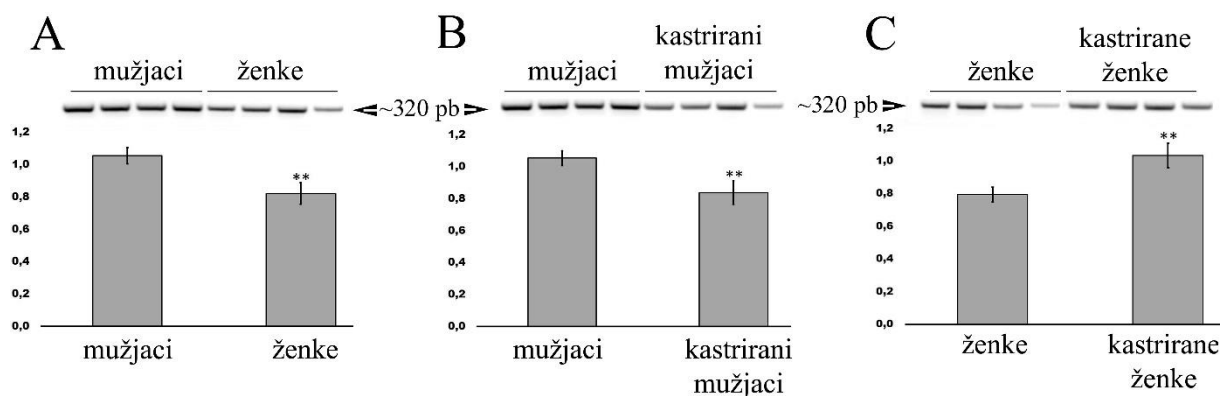 A
mužjaci ženke
~320 pb
1,2
1,0
0,8
0,6
0,4
0,2
0,0
**
mužjaci ženke
B
mužjaci kastrirani
mužjaci
1,2
1,0
0,8
0,6
0,4
0,2
0,0
**
mužjaci kastrirani
mužjaci
C
ženke kastrirane
ženke
~320 pb
1,2
1,0
0,8
0,6
0,4
0,2
0,0
**
ženke kastrirane
ženke